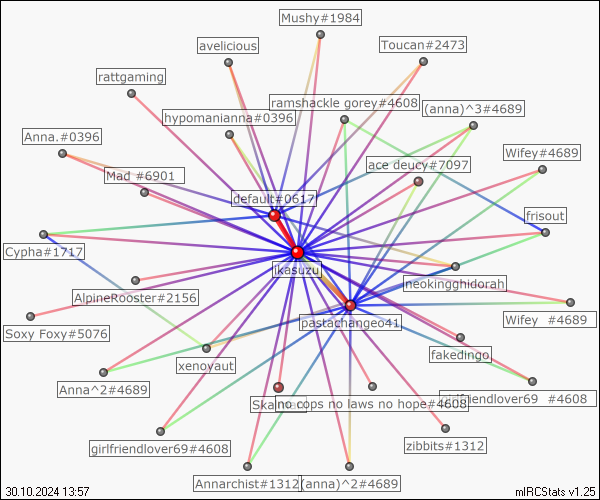 Mushy#1984
avelicious
Toucan#2473
rattgaming
ramshackle gorey#4608
(anna)^3#4689
hypomanianna#0396
Anna.#0396
Wifey#4689
ace deucy#7097
Mad #6901
default#0617
frisout
Cypha#1717
jkasuzu
neokingghidorah
AlpineRooster#2156
Soxy Foxy#5076
pastachangeo41
Wifey #4689
fakedingo
xenoyaut
Anna^2#4689
no cops no laws no hope#4608
girlfriendlover69 #4608
girlfriendlover69#4608
zibbits#1312
Annarchist#1312
(anna)^2#4689
30.10.2024 13:57
mIRCStats v1.25